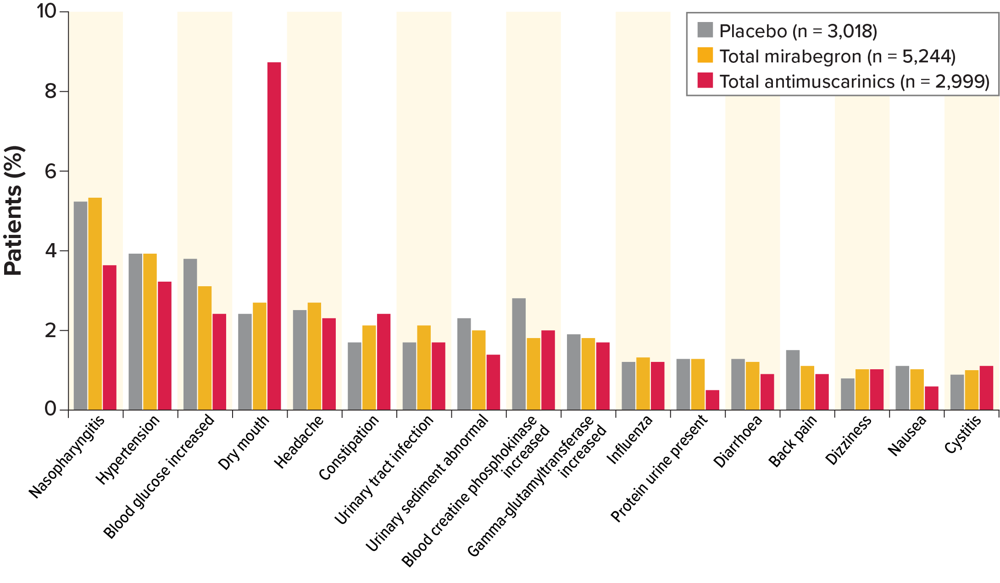 10
8
6
4
2
0
Patients (%)
Placebo (n = 3,018)
Total mirabegron (n = 5,244)
Total antimuscarinics (n = 2,999)
Nasopharyngitis
Hypertension
Blood glucose increased
Dry mouth
Headache
Constipation
Urinary tract infection
Urinary sediment abnormal
Blood creatine phosphokinase
increased
Gamma-glutamyltransferase
increased
Influenza
Protein urine present
Diarrhoea
Back pain
Dizziness
Nausea
Cystitis